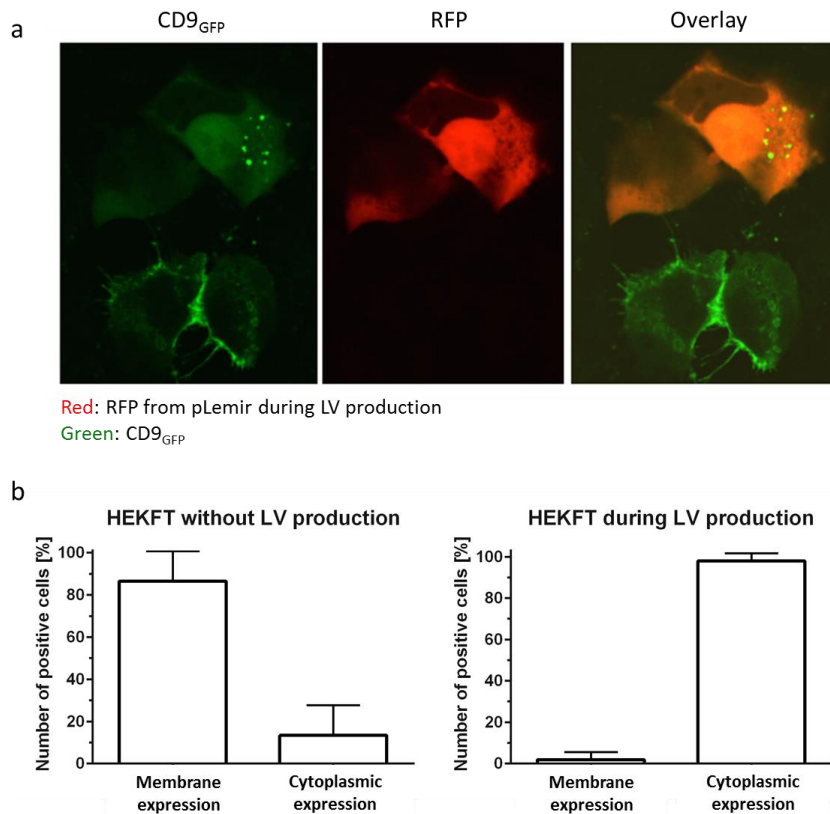 a
CD9GFP
RFP
Overlay
Red: RFP from pLemir during LV production
Green: CD9GFP
b
HEKFT without LV production
Number of positive cells [%]
100
80
60
40
20
0
Membrane
expression
Cytoplasmic
expression
HEKFT during LV production
Number of positive cells [%]
100
80
60
40
20
0
Membrane
expression
Cytoplasmic
expression